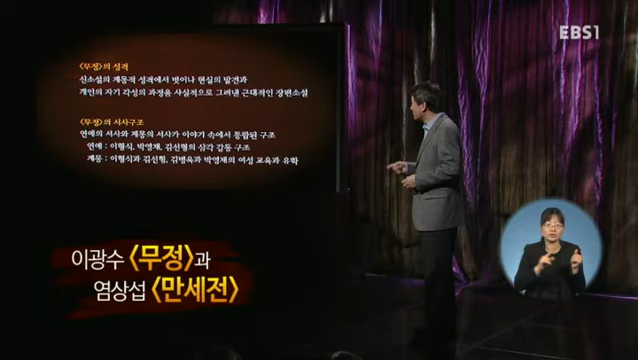 EBS1
<무정>의 성격
신소설의 계몽적 성격에서 벗어나 현실의 발견과
개인의 자기 각성의 과정을 사실적으로 그려낸 근대적인 장편소설
<무정>의 서사구조
연애의 서사와 계몽의 서사가 이야기 속에서 통합된 구조
연애 : 이형식, 박영채, 김선형의 삼각 갈등 구조
계몽 : 이형식과 김선형, 김병욱과 박영채의 여성 교육과 유학
이광수 <무정>과
염상섭 <만세전>